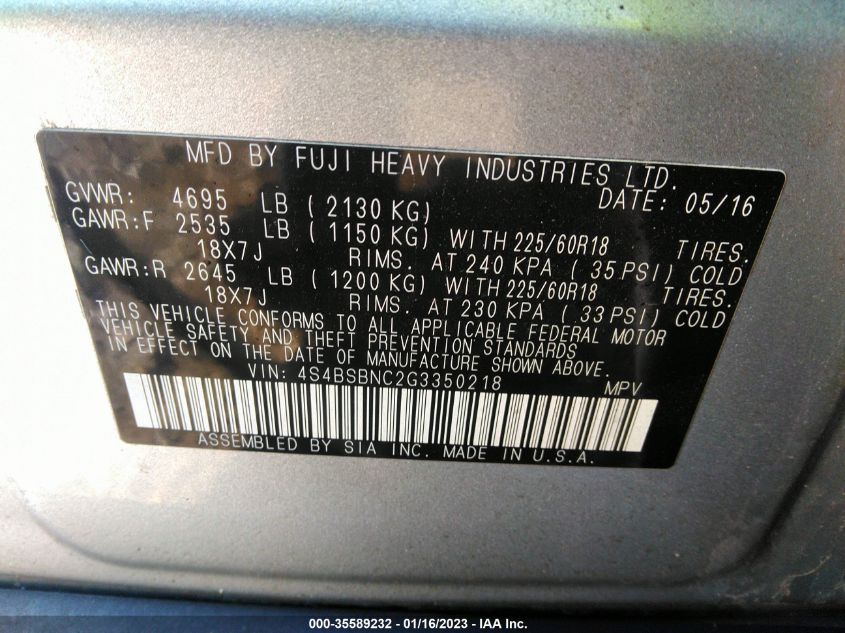 MFD BY FUJI HEAVY INDUSTRIES LTD.
GVWR: 4695 LB ( 2130 KG) DATE: 05/16
GAWR:F 2535 LB ( 1150 KG) WITH 225/60R18 TIRES.
18X7J RIMS. AT 240 KPA ( 35 PSI) COLD
GAWR:R 2645 LB ( 1200 KG) WITH 225/60R18 TIRES.
18X7J RIMS. AT 230 KPA ( 33 PSI) COLD
THIS VEHICLE CONFORMS TO ALL APPLICABLE FEDERAL MOTOR
VEHICLE SAFETY AND THEFT PREVENTION STANDARDS
IN EFFECT ON THE DATE OF MANUFACTURE SHOWN ABOVE.
VIN: 4S4BSBNC2G3350218 MPV
ASSEMBLED BY SIA INC. MADE IN U.S.A.
000-35589232 - 01/16/2023 - IAA Inc.